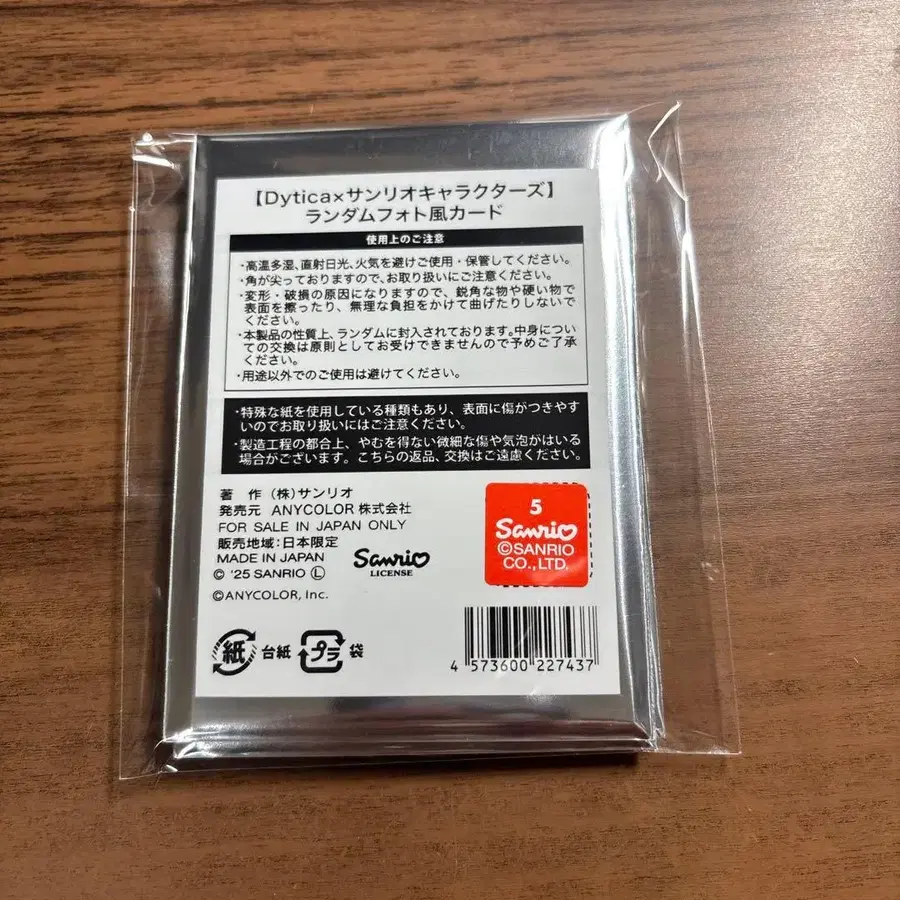 【Dytica×サンリオキャラクターズ】
ランダムフォト風カード
使用上のご注意
・高温多湿、直射日光、火気を避けご使用・保管してください。
・角が尖っておりますので、お取り扱いにご注意ください。
・変形・破損の原因になりますので、鋭角な物や硬い物で
表面を擦ったり、無理な負担をかけて曲げたりしないで
ください。
・本製品の性質上、ランダムに封入されております。中身につい
ての交換は原則としてお受けできませんので予めご了承
ください。
・用途以外でのご使用は避けてください。
・特殊な紙を使用している種類もあり、表面に傷がつきやす
いのでお取り扱いにはご注意ください。
・製造工程の都合上、やむを得ない微細な傷や気泡がはいる
場合がございます。こちらの返品、交換はご遠慮ください。
著 作 (株)サンリオ
発売元 ANYCOLOR 株式会社
FOR SALE IN JAPAN ONLY
販売地域:日本限定
MADE IN JAPAN
© '25 SANRIO Ⓛ
©ANYCOLOR, Inc.
Sanrio
LICENSE
5
Sanrio
©SANRIO
CO.,LTD.
紙 台紙 プラ 袋
4 573600 227437